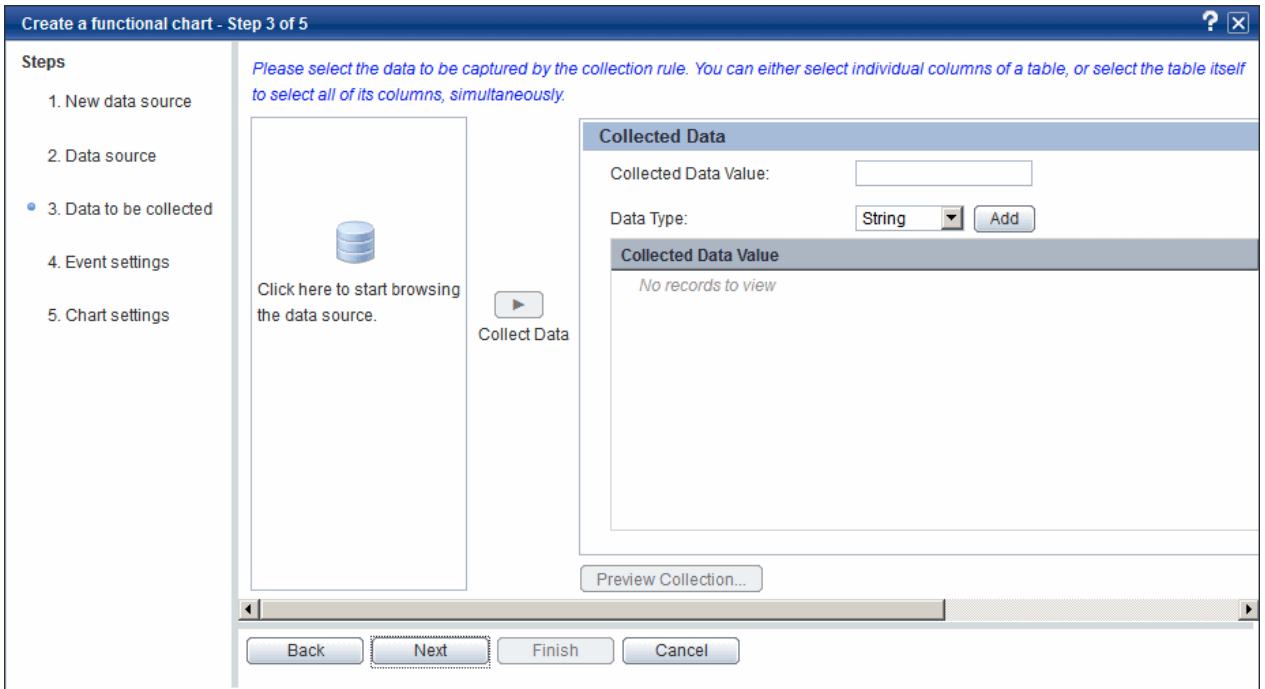 Create a functional chart - Step 3 of 5
?
Steps
1. New data source
2. Data source
3. Data to be collected
4. Event settings
5. Chart settings
Please select the data to be captured by the collection rule. You can either select individual columns of a table, or select the table itself
to select all of its columns, simultaneously.
Click here to start browsing
the data source.
Collect Data
Collected Data
Collected Data Value:
Data Type:
String
Add
Collected Data Value
No records to view
Preview Collection...
Back
Next
Finish
Cancel